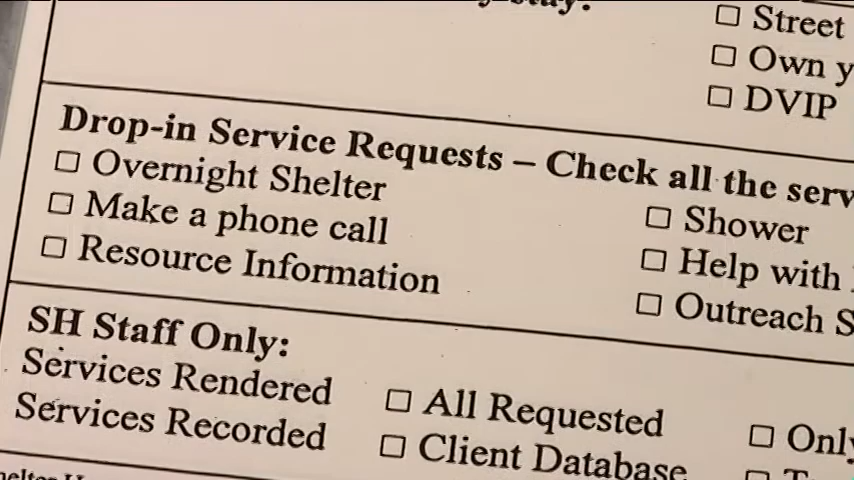 Street
Own
DVIP
Drop-in Service Requests – Check all the
Overnight Shelter
Shower
Make a phone call
Help with
Resource Information
Outreach
SH Staff Only:
Services Rendered
All Requested
Services Recorded
Client Database